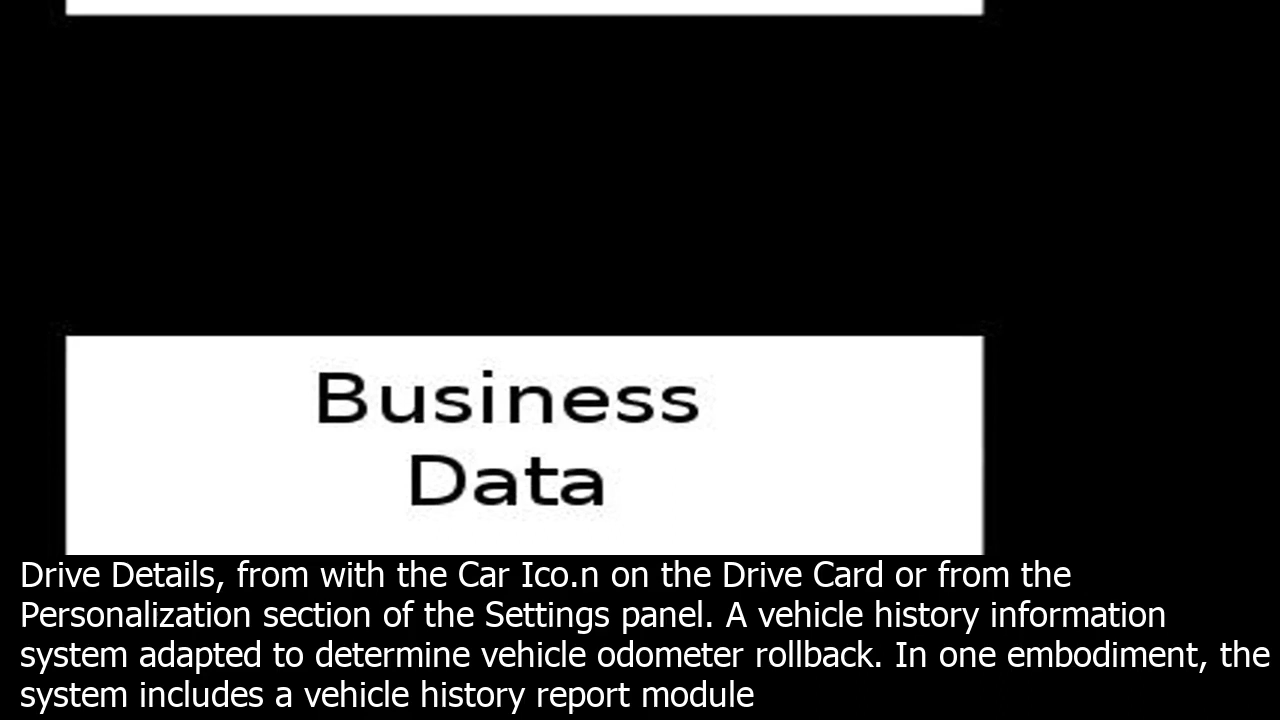 Business
Data
Drive Details, from with the Car Ico.n on the Drive Card or from the
Personalization section of the Settings panel. A vehicle history information
system adapted to determine vehicle odometer rollback. In one embodiment, the
system includes a vehicle history report module